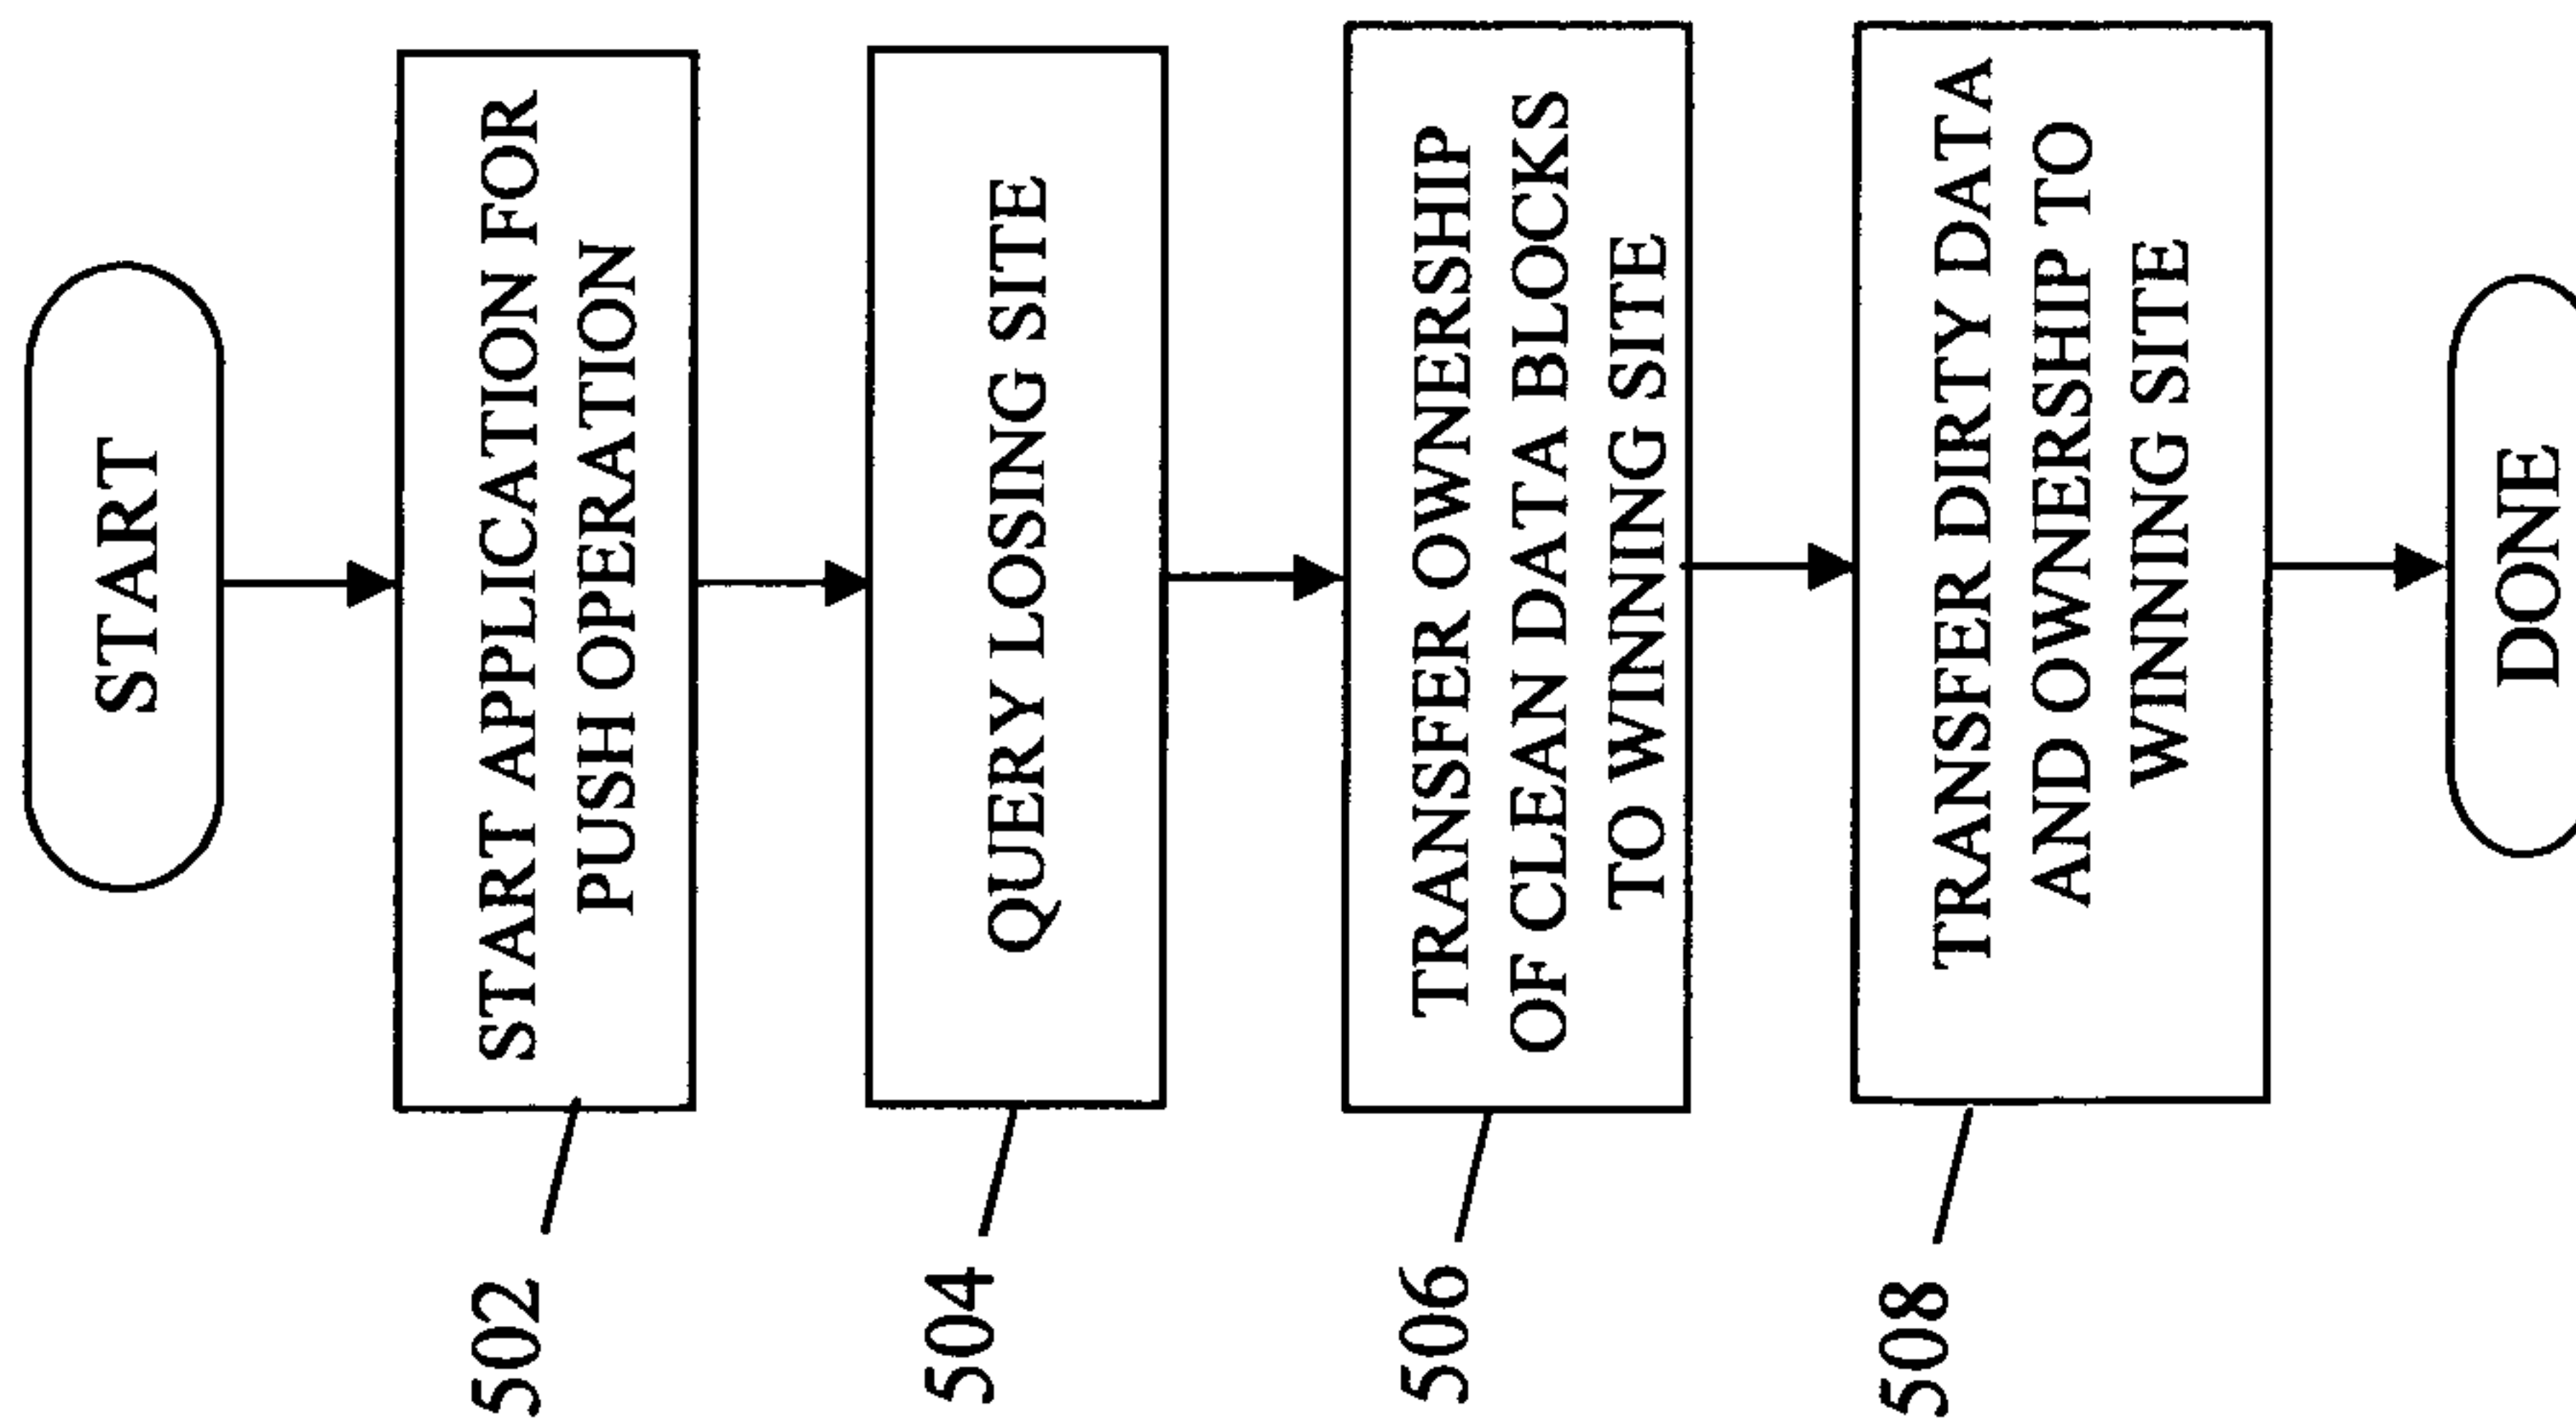 START
START APPLICATION FOR
PUSH OPERATION
502
QUERY LOSING SITE
504
TRANSFER OWNERSHIP
OF CLEAN DATA BLOCKS
TO WINNING SITE
506
TRANSFER DIRTY DATA
AND OWNERSHIP TO
WINNING SITE
508
DONE